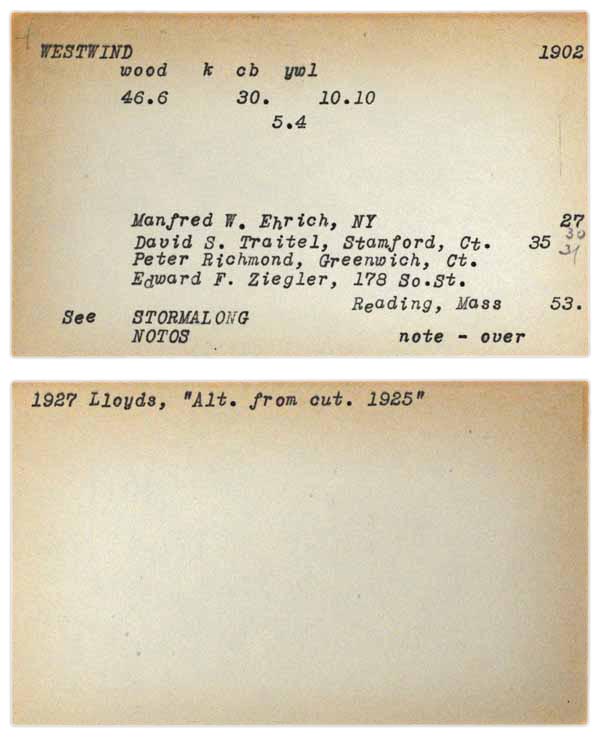 WESTWIND 1902
wood k cb ywl
46.6 30. 10.10
5.4
Manfred W. Ehrich, NY 27
30
David S. Traitel, Stamford, Ct. 35
31
Peter Richmond, Greenwich, Ct.
Edward F. Ziegler, 178 So.St.
Reading, Mass 53.
See STORMALONG
NOTOS note - over
1927 Lloyds, "Alt. from cut. 1925"